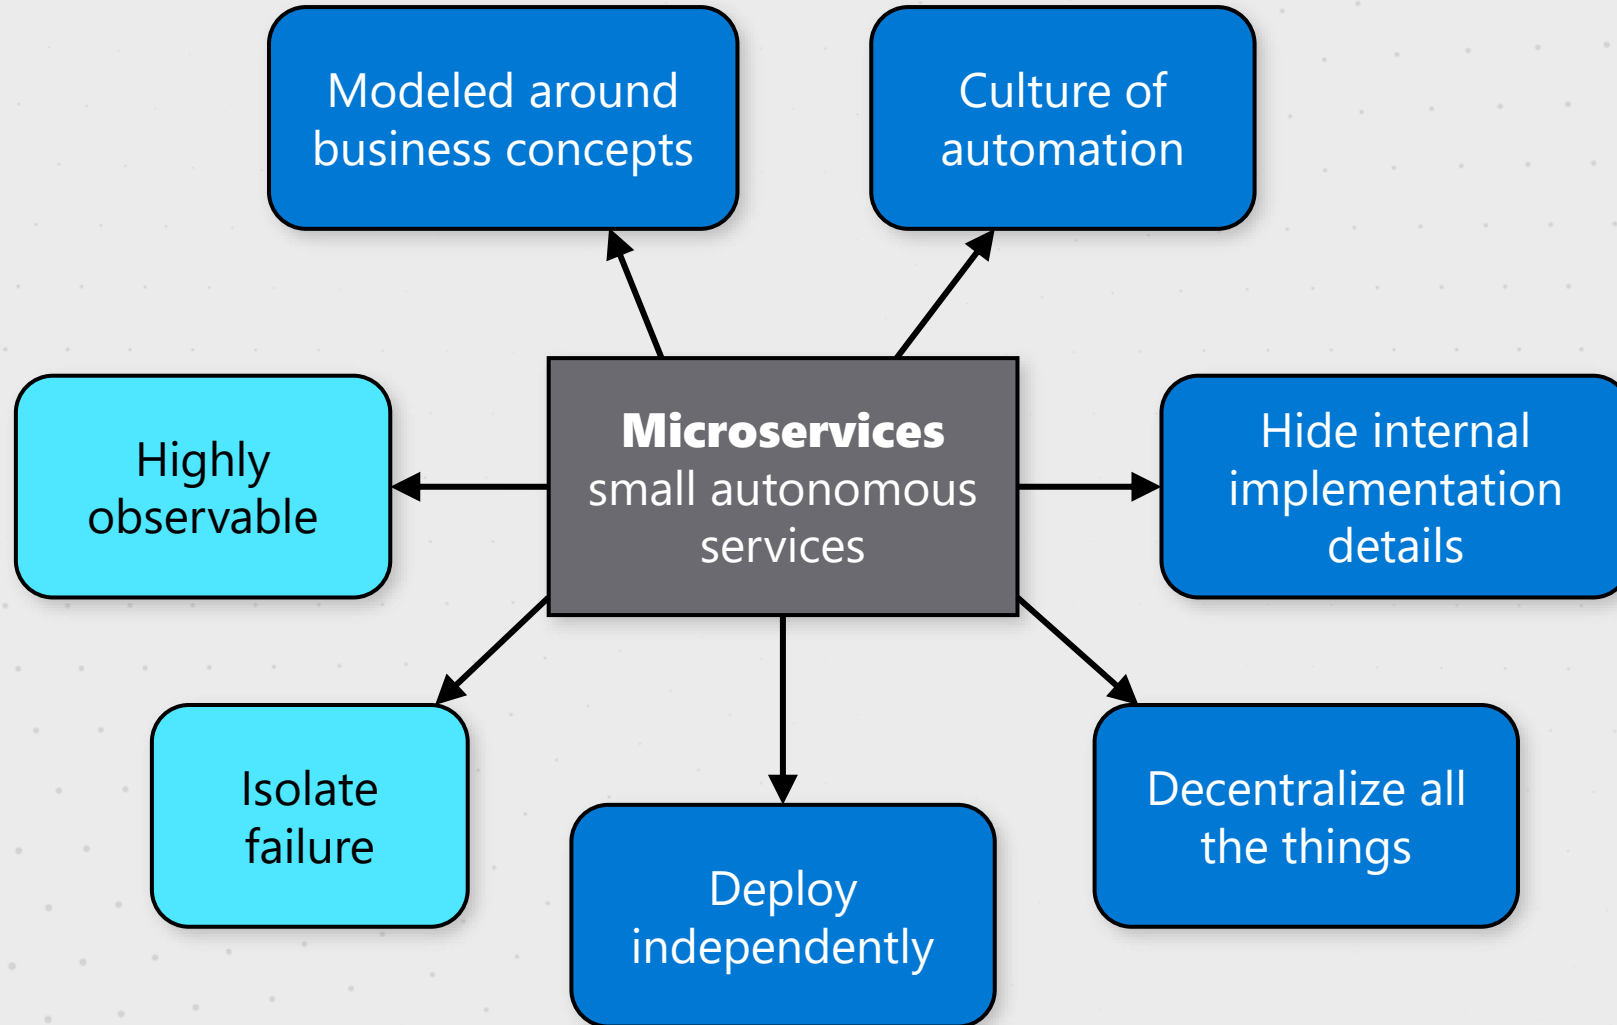 Modeled around
business concepts
Culture of
automation
Microservices
small autonomous
services
Highly
observable
Hide internal
implementation
details
Isolate
failure
Deploy
independently
Decentralize all
the things